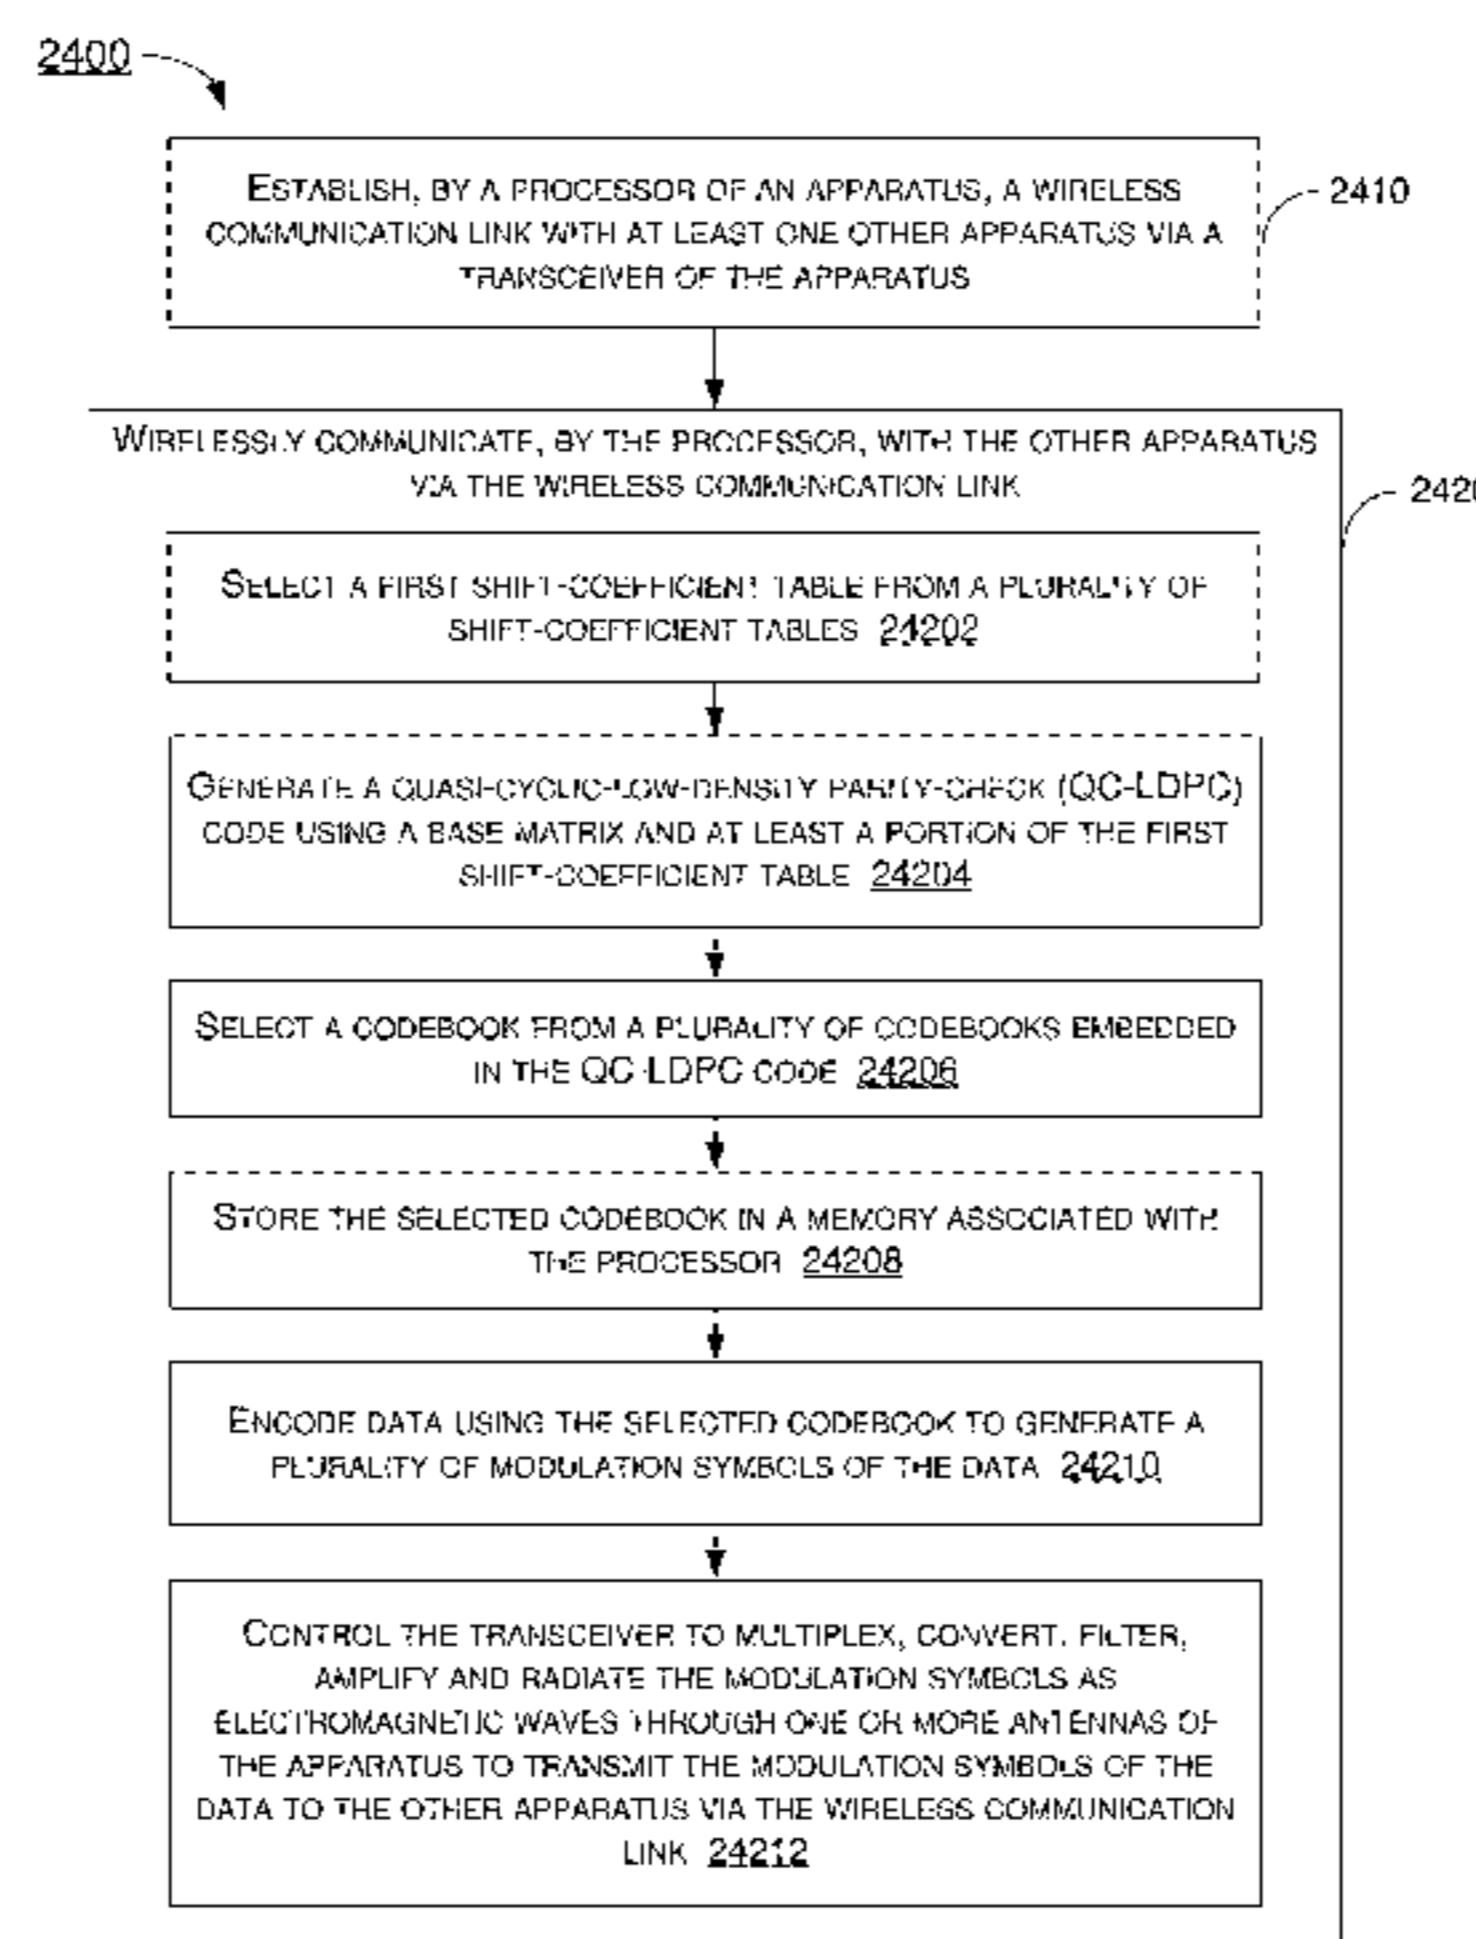 2400
ESTABLISH, BY A PROCESSOR OF AN APPARATUS, A WIRELESS
COMMUNICATION LINK WITH AT LEAST ONE OTHER APPARATUS VIA A
TRANSCEIVER OF THE APPARATUS
2410
WIRELESSLY COMMUNICATE, BY THE PROCESSOR, WITH THE OTHER APPARATUS
VIA THE WIRELESS COMMUNICATION LINK
2420
SELECT A FIRST SHIFT-COEFFICIENT TABLE FROM A PLURALITY OF
SHIFT-COEFFICIENT TABLES 24202
GENERATE A QUASI-CYCLIC-LOW-DENSITY PARITY-CHECK (QC-LDPC)
CODE USING A BASE MATRIX AND AT LEAST A PORTION OF THE FIRST
SHIFT-COEFFICIENT TABLE 24204
SELECT A CODEBOOK FROM A PLURALITY OF CODEBOOKS EMBEDDED
IN THE QC-LDPC CODE 24206
STORE THE SELECTED CODEBOOK IN A MEMORY ASSOCIATED WITH
THE PROCESSOR 24208
ENCODE DATA USING THE SELECTED CODEBOOK TO GENERATE A
PLURALITY OF MODULATION SYMBOLS OF THE DATA 24210
CONTROL THE TRANSCEIVER TO MULTIPLEX, CONVERT, FILTER,
AMPLIFY AND RADIATE THE MODULATION SYMBOLS AS
ELECTROMAGNETIC WAVES THROUGH ONE OR MORE ANTENNAS OF
THE APPARATUS TO TRANSMIT THE MODULATION SYMBOLS OF THE
DATA TO THE OTHER APPARATUS VIA THE WIRELESS COMMUNICATION
LINK 24212